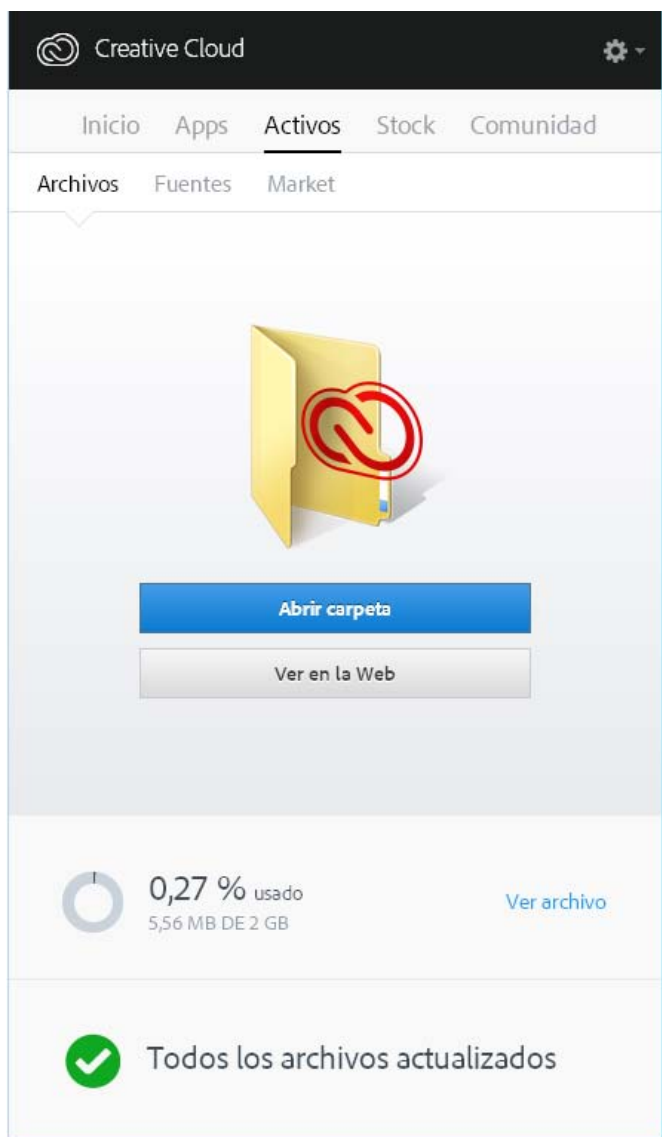 Creative Cloud
Inicio Apps Activos Stock Comunidad
Archivos Fuentes Market
Abrir carpeta
Ver en la Web
0,27 % usado
5,56 MB DE 2 GB
Ver archivo
Todos los archivos actualizados